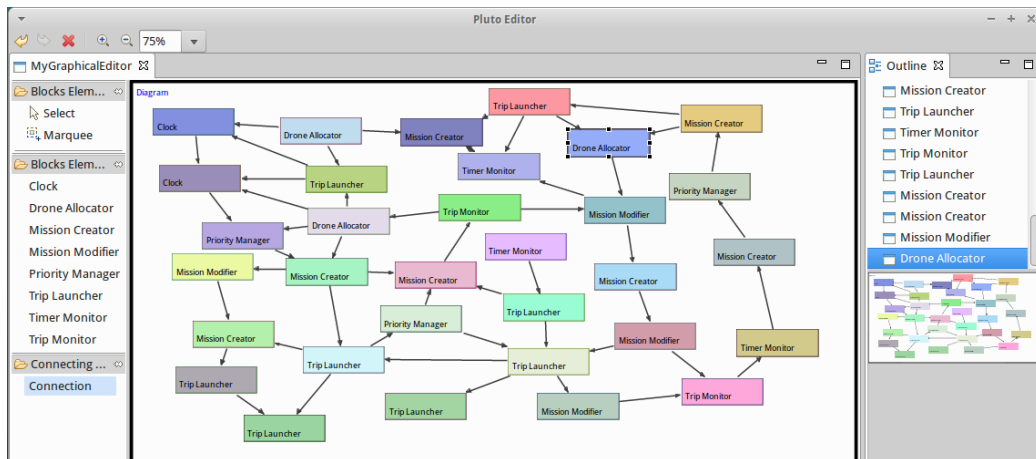 Pluto Editor
75%
MyGraphicalEditor
Blocks Elem...
Select
Marquee
Blocks Elem...
Clock
Drone Allocator
Mission Creator
Mission Modifier
Priority Manager
Trip Launcher
Timer Monitor
Trip Monitor
Connecting ...
Connection
Diagram
Trip Launcher
Clock
Drone Allocator
Mission Creator
Mission Creator
Drone Allocator
Timer Monitor
Clock
Trip Launcher
Priority Manager
Trip Monitor
Mission Modifier
Drone Allocator
Priority Manager
Timer Monitor
Mission Creator
Mission Modifier
Mission Creator
Mission Creator
Mission Creator
Trip Launcher
Priority Manager
Mission Creator
Mission Modifier
Timer Monitor
Trip Launcher
Trip Launcher
Trip Launcher
Trip Monitor
Trip Launcher
Mission Modifier
Trip Launcher
Outline
Mission Creator
Trip Launcher
Timer Monitor
Trip Monitor
Trip Launcher
Mission Creator
Mission Creator
Mission Modifier
Drone Allocator